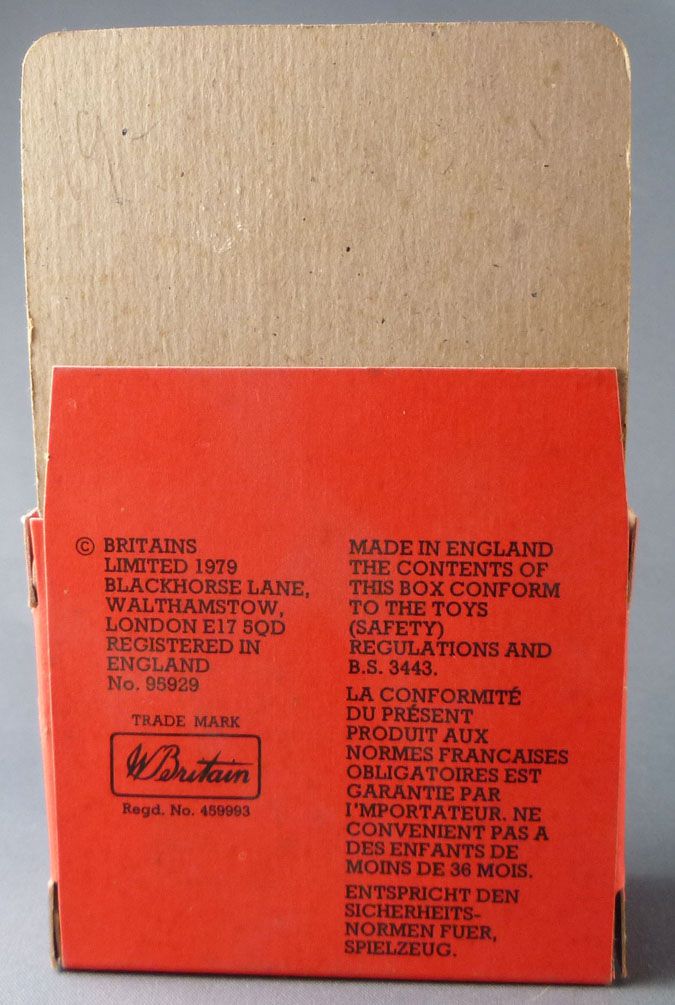 © BRITAINS
LIMITED 1979
BLACKHORSE LANE,
WALTHAMSTOW,
LONDON E17 5QD
REGISTERED IN
ENGLAND
No. 95929
TRADE MARK
W Britain
Regd. No. 459993
MADE IN ENGLAND
THE CONTENTS OF
THIS BOX CONFORM
TO THE TOYS
(SAFETY)
REGULATIONS AND
B.S. 3443.
LA CONFORMITÉ
DU PRÉSENT
PRODUIT AUX
NORMES FRANCAISES
OBLIGATOIRES EST
GARANTIE PAR
I'MPORTATEUR. NE
CONVENIENT PAS A
DES ENFANTS DE
MOINS DE 36 MOIS.
ENTSPRICHT DEN
SICHERHEITS-
NORMEN FUER,
SPIELZEUG.